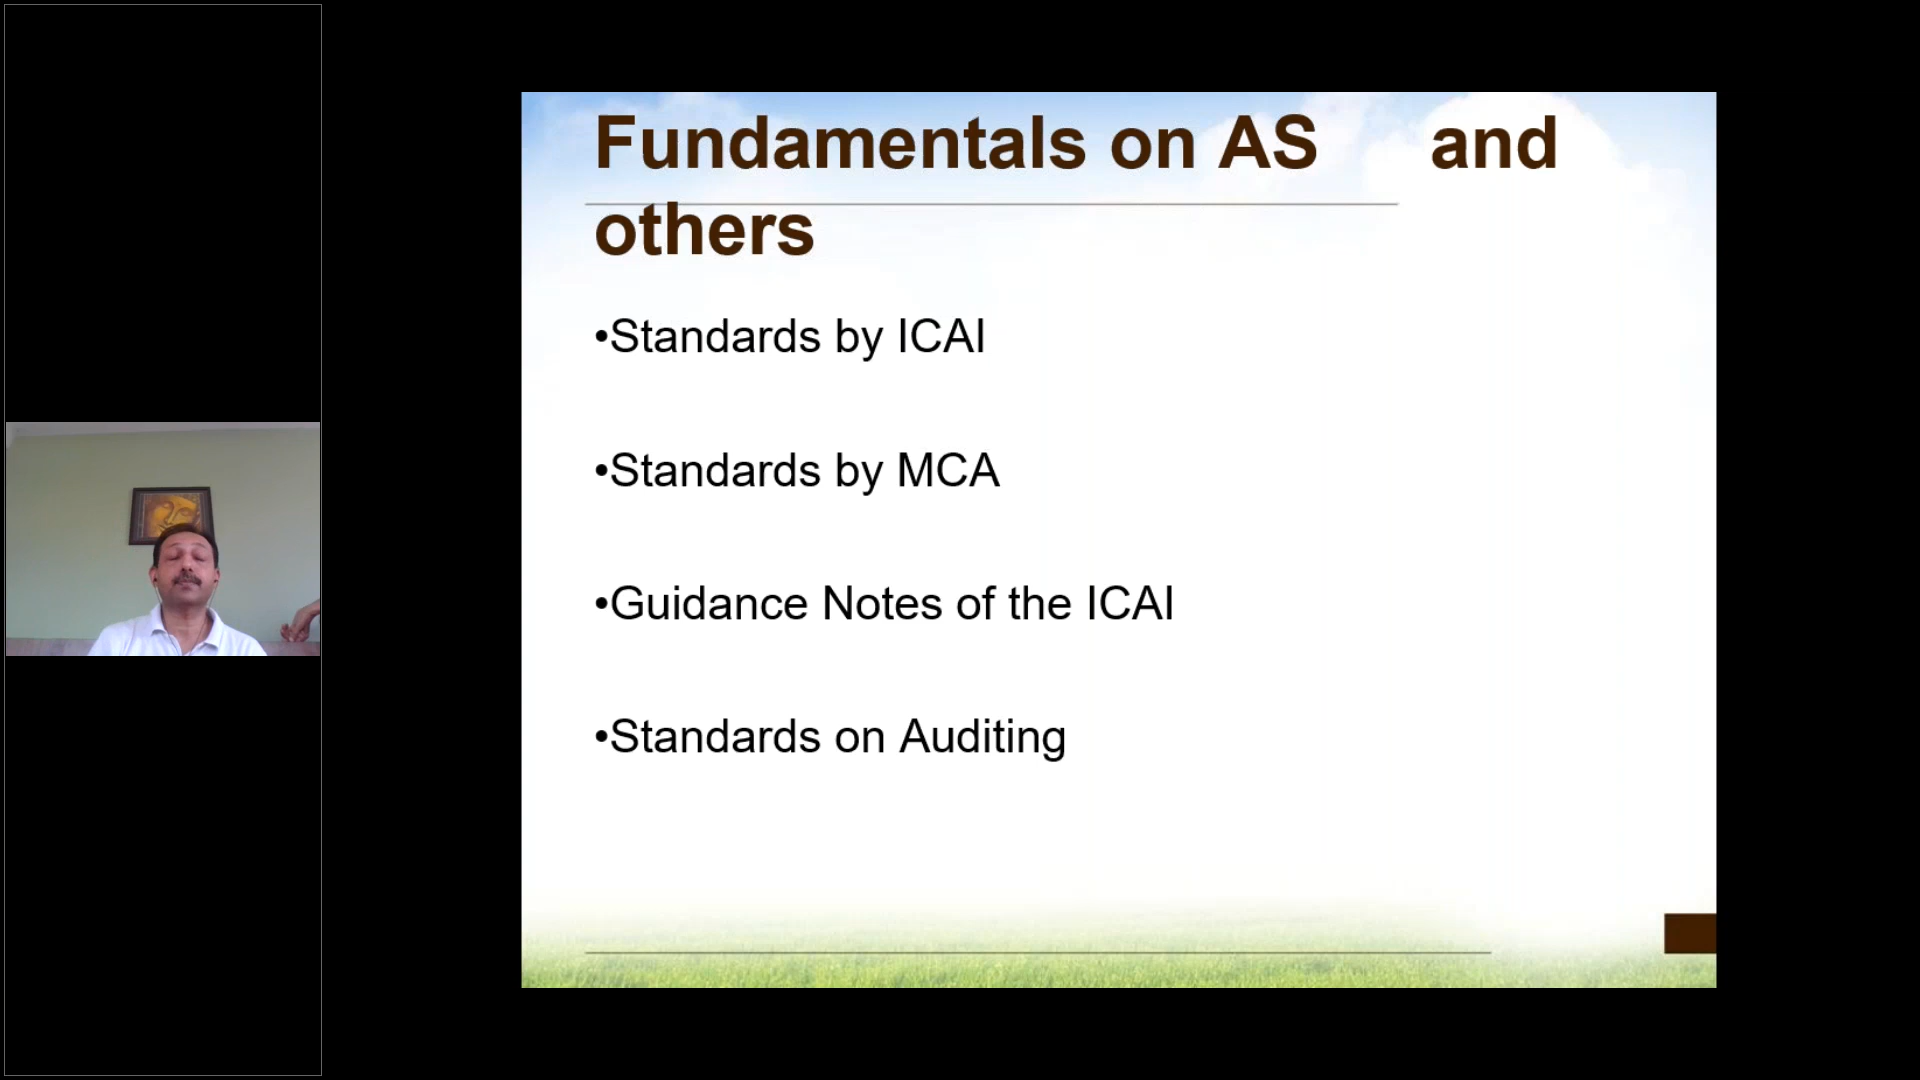 Fundamentals on AS and
others
•Standards by ICAI
•Standards by MCA
•Guidance Notes of the ICAI
•Standards on Auditing